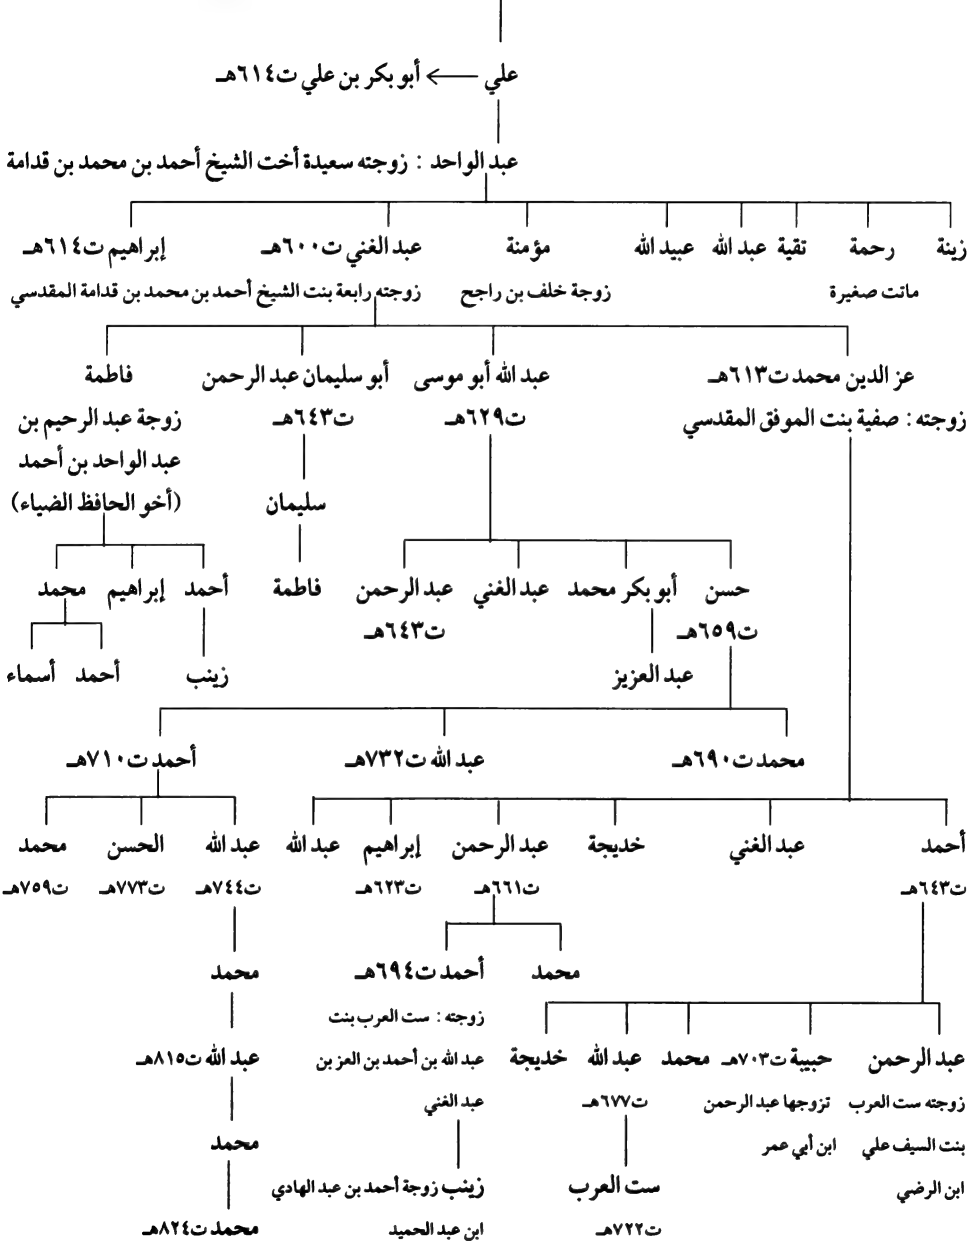 علي ← أبو بكر بن علي ت٦١٤هـ
عبد الواحد : زوجته سعيدة أخت الشيخ أحمد بن محمد بن قدامة
زينة رحمة تقية عبد الله عبيد الله مؤمنة عبد الغني ت٦٠٠هـ إبراهيم ت٦١٤هـ
ماتت صغيرة زوجة خلف بن راجح زوجته رابعة بنت الشيخ أحمد بن محمد بن قدامة المقدسي
عز الدين محمد ت٦١٣هـ عبد الله أبو موسى أبو سليمان عبد الرحمن فاطمة
زوجته : صفية بنت الموفق المقدسي ت٦٢٩هـ ت٦٤٣هـ زوجة عبد الرحيم بن
عبد الواحد بن أحمد
سليمان (أخو الحافظ الضياء)
حسن أبو بكر محمد عبد الغني عبد الرحمن فاطمة أحمد إبراهيم محمد
ت٦٥٩هـ ت٦٤٣هـ
عبد العزيز زينب أحمد أسماء
محمد ت٦٩٠هـ عبد الله ت٧٣٢هـ أحمد ت٧١٠هـ
أحمد عبد الغني خديجة عبد الرحمن إبراهيم عبد الله عبد الله الحسن محمد
ت٦٤٣هـ ت٦٦١هـ ت٦٢٣هـ ت٧٤٤هـ ت٧٧٣هـ ت٧٥٩هـ
محمد أحمد ت٦٩٤هـ محمد
زوجته : ست العرب بنت
عبد الرحمن حبيبة ت٧٠٣هـ محمد عبد الله خديجة عبد الله بن أحمد بن العز بن عبد الله ت٨١٥هـ
زوجته ست العرب تزوجها عبد الرحمن ت٦٧٧هـ عبد الغني
بنت السيف علي ابن أبي عمر محمد
ابن الرضي ست العرب زينب زوجة أحمد بن عبد الهادي
ت٧٢٢هـ ابن عبد الحميد محمد ت٨٢٤هـ